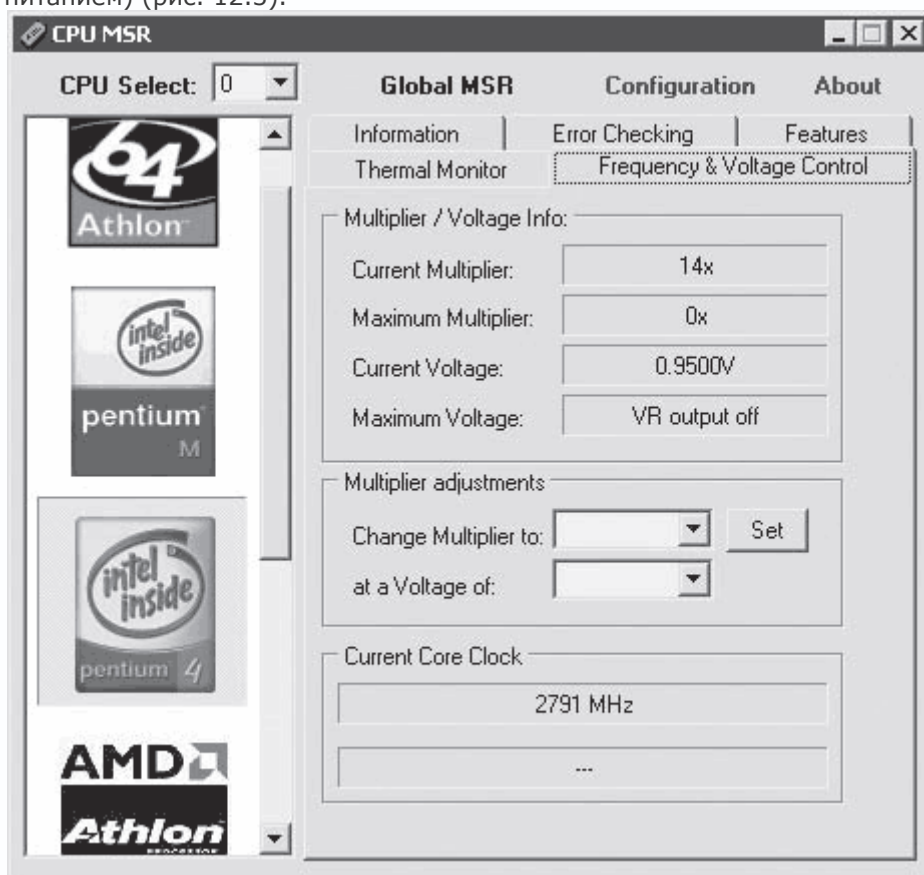 питанием) (рис. 12.5).
CPU MSR
CPU Select: 0
Global MSR Configuration About
64
Athlon
intel inside
pentium
M
intel inside
pentium 4
AMD
Athlon
PROCESSOR
Information Error Checking Features
Thermal Monitor Frequency & Voltage Control
Multiplier / Voltage Info:
Current Multiplier: 14x
Maximum Multiplier: 0x
Current Voltage: 0.9500V
Maximum Voltage: VR output off
Multiplier adjustments
Change Multiplier to: Set
at a Voltage of:
Current Core Clock
2791 MHz
---